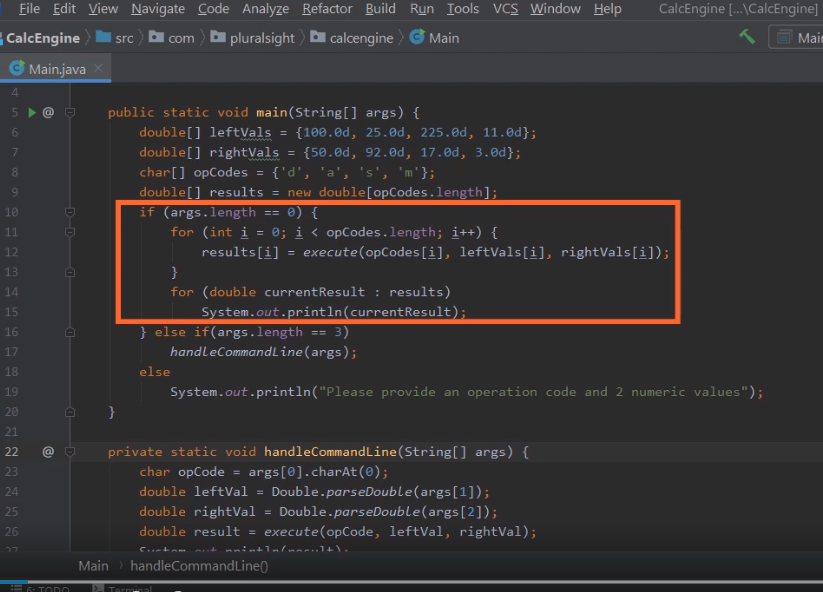 File Edit View Navigate Code Analyze Refactor Build Run Tools VCS Window Help CalcEngine [...\CalcEngine]
CalcEngine src com pluralsight calcengine Main Mai
Main.java
4
5 public static void main(String[] args) {
6 double[] leftVals = {100.0d, 25.0d, 225.0d, 11.0d};
7 double[] rightVals = {50.0d, 92.0d, 17.0d, 3.0d};
8 char[] opCodes = {'d', 'a', 's', 'm'};
9 double[] results = new double[opCodes.length];
10 if (args.length == 0) {
11 for (int i = 0; i < opCodes.length; i++) {
12 results[i] = execute(opCodes[i], leftVals[i], rightVals[i]);
13 }
14 for (double currentResult : results)
15 System.out.println(currentResult);
16 } else if(args.length == 3)
17 handleCommandLine(args);
18 else
19 System.out.println("Please provide an operation code and 2 numeric values");
20 }
21
22 @ private static void handleCommandLine(String[] args) {
23 char opCode = args[0].charAt(0);
24 double leftVal = Double.parseDouble(args[1]);
25 double rightVal = Double.parseDouble(args[2]);
26 double result = execute(opCode, leftVal, rightVal);
27 System.out.println(result);
Main handleCommandLine()
6: TODO Terminal